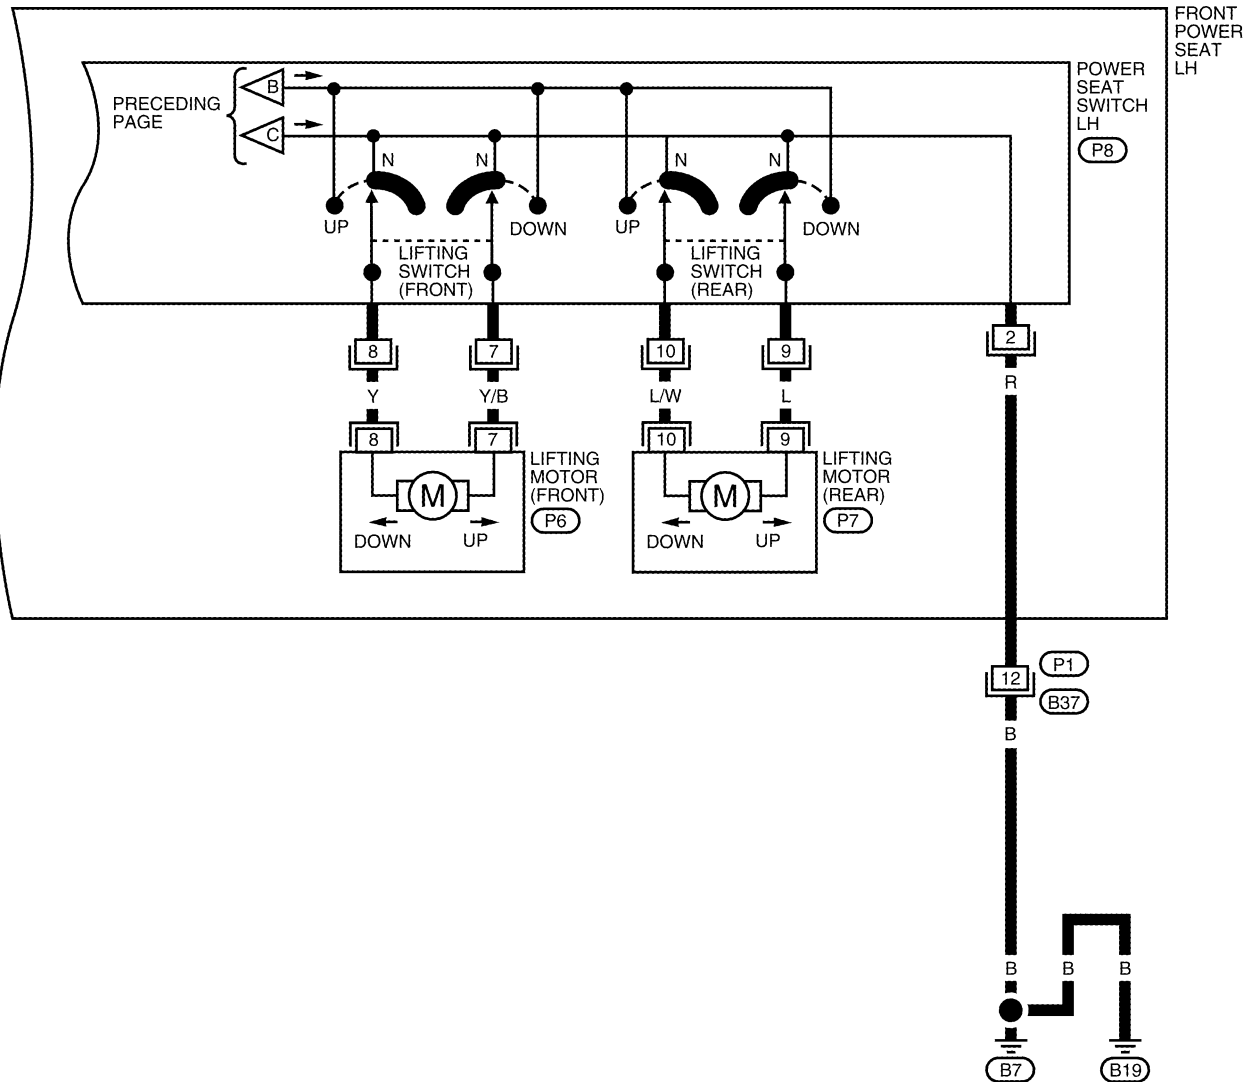 FRONT
POWER
SEAT
LH
POWER
SEAT
SWITCH
LH
P8
PRECEDING
PAGE
B
C
N
N
N
N
UP
DOWN
UP
DOWN
LIFTING
SWITCH
(FRONT)
LIFTING
SWITCH
(REAR)
8
7
10
9
2
Y
Y/B
L/W
L
R
8
7
10
9
M
M
LIFTING
MOTOR
(FRONT)
P6
LIFTING
MOTOR
(REAR)
P7
DOWN
UP
DOWN
UP
12
P1
B37
B
B
B
B
B7
B19